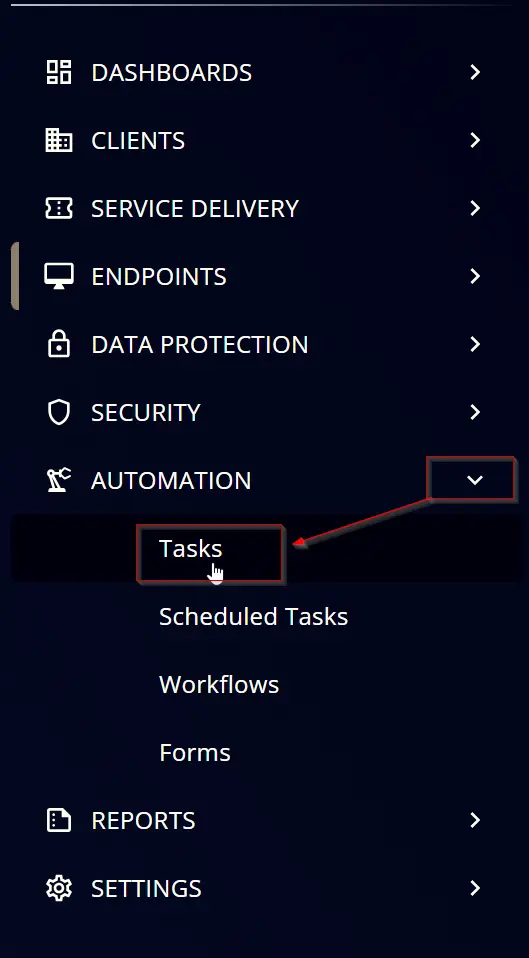 DASHBOARDS
CLIENTS
SERVICE DELIVERY
ENDPOINTS
DATA PROTECTION
SECURITY
AUTOMATION
Tasks
Scheduled Tasks
Workflows
Forms
REPORTS
SETTINGS